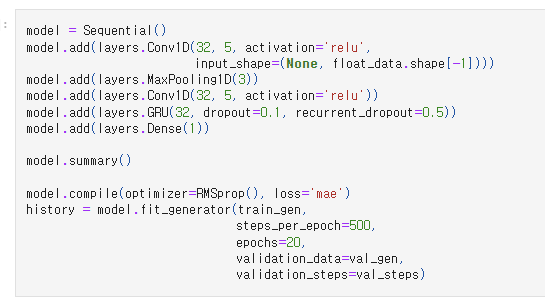 model = Sequential()
model.add(layers.Conv1D(32, 5, activation='relu',
                        input_shape=(None, float_data.shape[-1])))
model.add(layers.MaxPooling1D(3))
model.add(layers.Conv1D(32, 5, activation='relu'))
model.add(layers.GRU(32, dropout=0.1, recurrent_dropout=0.5))
model.add(layers.Dense(1))

model.summary()

model.compile(optimizer=RMSprop(), loss='mae')
history = model.fit_generator(train_gen,
                              steps_per_epoch=500,
                              epochs=20,
                              validation_data=val_gen,
                              validation_steps=val_steps)